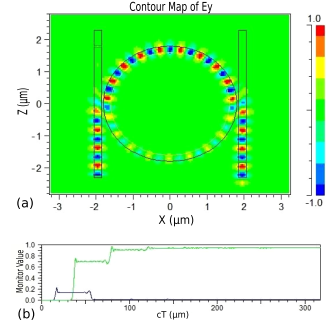 Contour Map of Ey
1.0
2
1
0
-1
-2
Z (μm)
-1.0
(a)
-3 -2 -1 0 1 2 3
X (μm)
1.0
0.8
0.6
0.4
0.2
0.0
Monitor Value
0 100 200 300
(b) cT (μm)